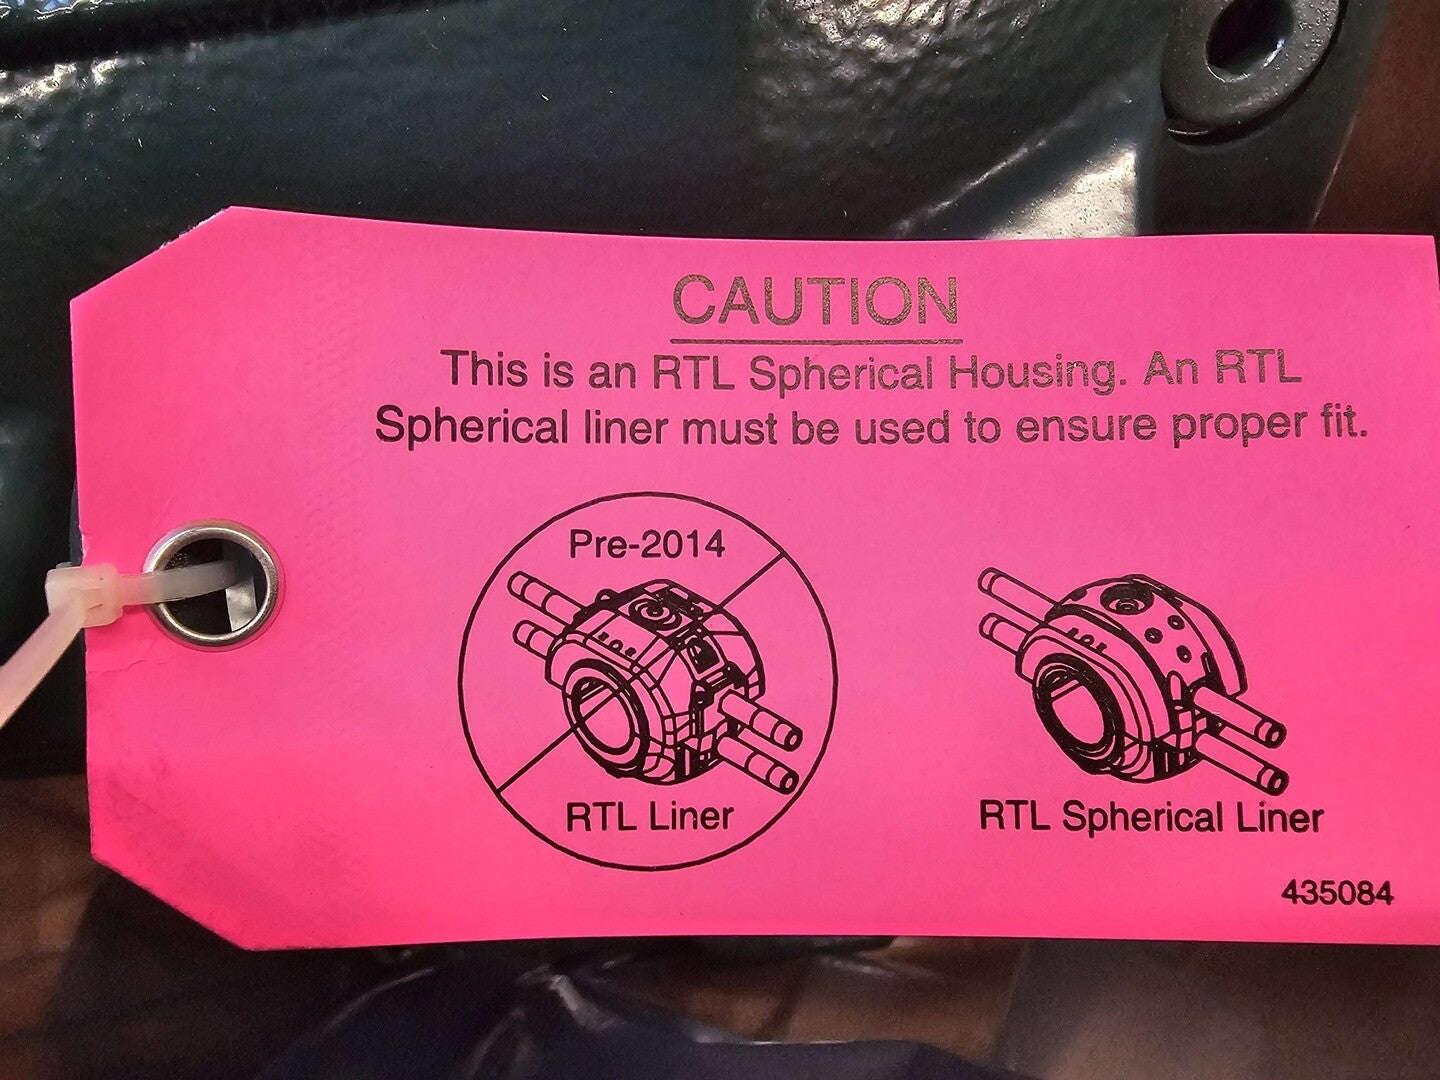 CAUTION
This is an RTL Spherical Housing. An RTL
Spherical liner must be used to ensure proper fit.
Pre-2014
RTL Liner
RTL Spherical Liner
435084